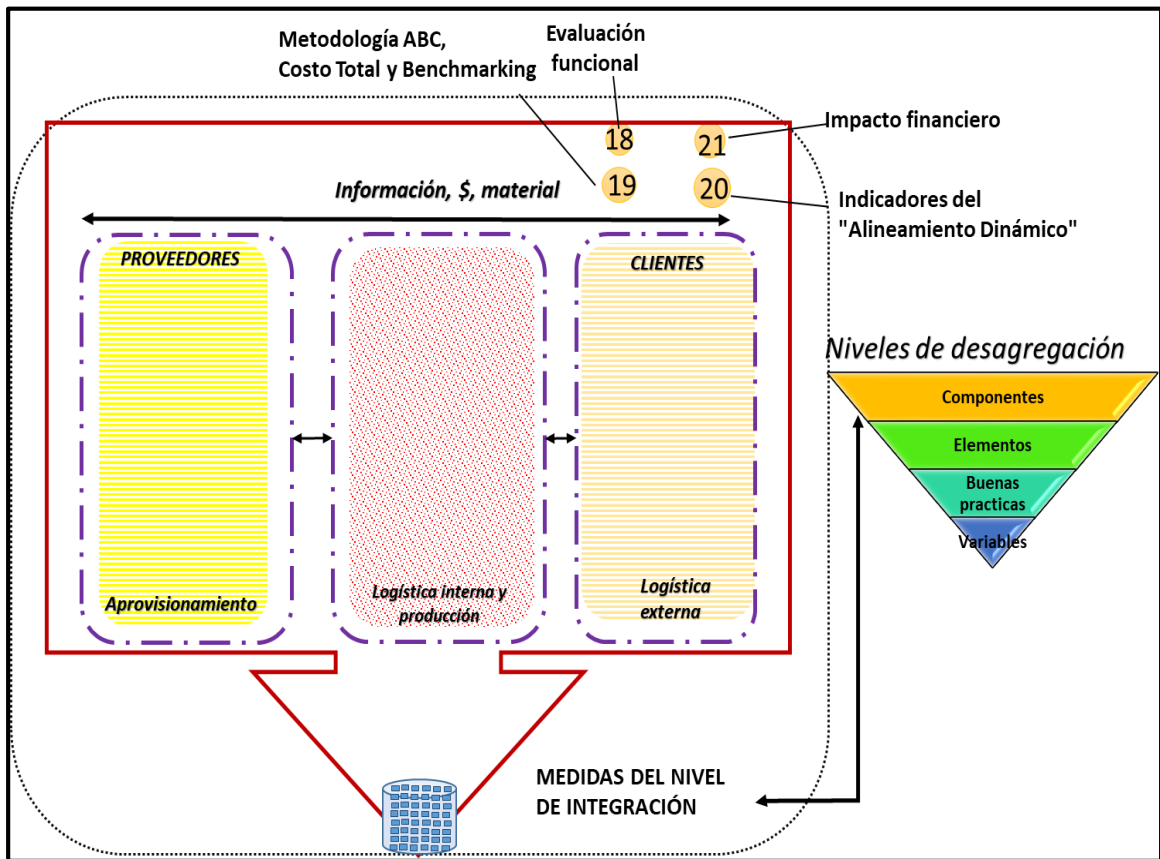 Metodología ABC,
Costo Total y Benchmarking
Evaluación
funcional
Impacto financiero
18
21
19
20
Indicadores del
"Alineamiento Dinámico"
Información, $, material
PROVEEDORES
CLIENTES
Aprovisionamiento
Logística interna y
producción
Logística
externa
Niveles de desagregación
Componentes
Elementos
Buenas
practicas
Variables
MEDIDAS DEL NIVEL
DE INTEGRACIÓN